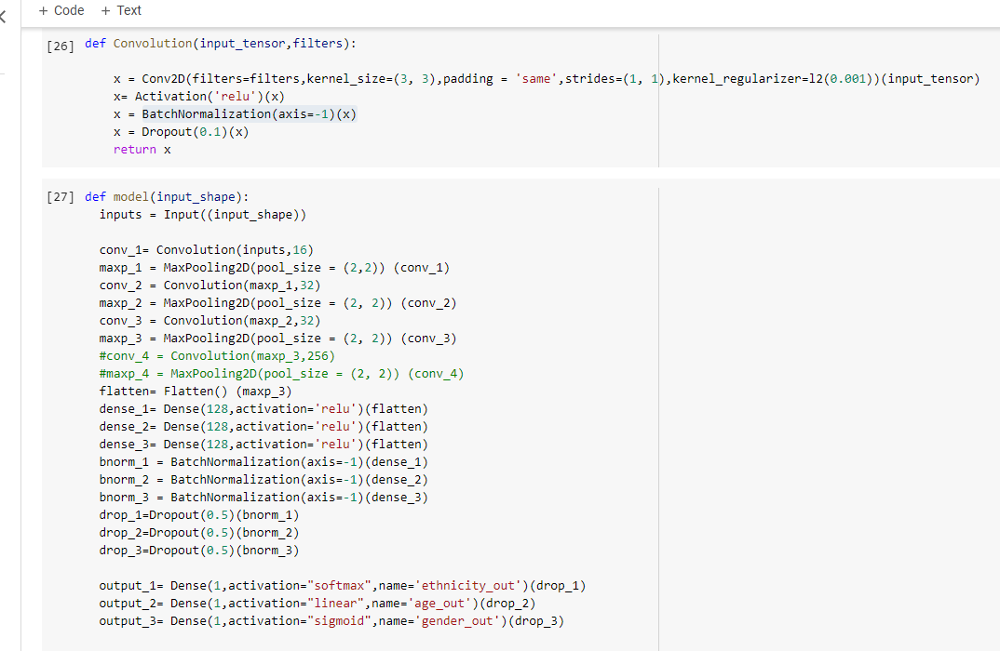 + Code + Text
[26] def Convolution(input_tensor,filters):
x = Conv2D(filters=filters,kernel_size=(3, 3),padding = 'same',strides=(1, 1),kernel_regularizer=l2(0.001))(input_tensor)
x= Activation('relu')(x)
x = BatchNormalization(axis=-1)(x)
x = Dropout(0.1)(x)
return x
[27] def model(input_shape):
inputs = Input((input_shape))
conv_1= Convolution(inputs,16)
maxp_1 = MaxPooling2D(pool_size = (2,2)) (conv_1)
conv_2 = Convolution(maxp_1,32)
maxp_2 = MaxPooling2D(pool_size = (2, 2)) (conv_2)
conv_3 = Convolution(maxp_2,32)
maxp_3 = MaxPooling2D(pool_size = (2, 2)) (conv_3)
#conv_4 = Convolution(maxp_3,256)
#maxp_4 = MaxPooling2D(pool_size = (2, 2)) (conv_4)
flatten= Flatten() (maxp_3)
dense_1= Dense(128,activation='relu')(flatten)
dense_2= Dense(128,activation='relu')(flatten)
dense_3= Dense(128,activation='relu')(flatten)
bnorm_1 = BatchNormalization(axis=-1)(dense_1)
bnorm_2 = BatchNormalization(axis=-1)(dense_2)
bnorm_3 = BatchNormalization(axis=-1)(dense_3)
drop_1=Dropout(0.5)(bnorm_1)
drop_2=Dropout(0.5)(bnorm_2)
drop_3=Dropout(0.5)(bnorm_3)
output_1= Dense(1,activation="softmax",name='ethnicity_out')(drop_1)
output_2= Dense(1,activation="linear",name='age_out')(drop_2)
output_3= Dense(1,activation="sigmoid",name='gender_out')(drop_3)